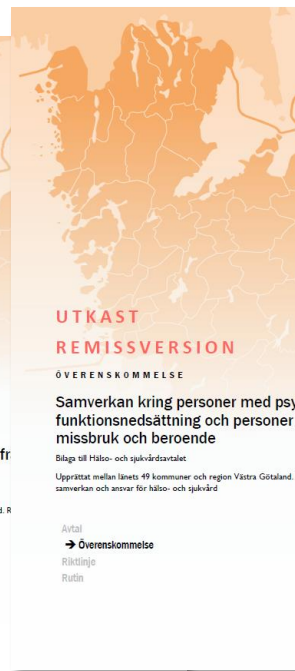 UTKAST
REMISSVERSION
ÖVERENSKOMMELSE
Samverkan kring personer med psy
funktionsnedsättning och personer
missbruk och beroende
Bilaga till Hälso- och sjukvårdsavtalet
Upprättat mellan länets 49 kommuner och region Västra Götaland.
samverkan och ansvar för hälso- och sjukvård
Avtal
→ Överenskommelse
Riktlinje
Rutin
fr
d. R